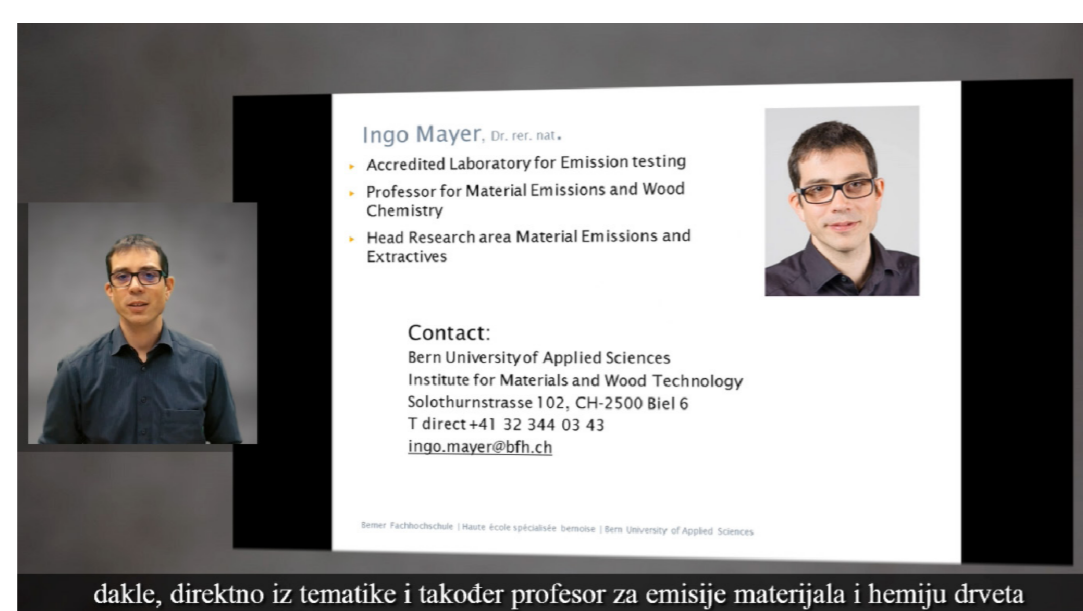 Ingo Mayer, Dr. rer. nat.
Accredited Laboratory for Emission testing
Professor for Material Emissions and Wood
Chemistry
Head Research area Material Emissions and
Extractives
Contact:
Bern University of Applied Sciences
Institute for Materials and Wood Technology
Solothurnstrasse 102, CH-2500 Biel 6
T direct +41 32 344 03 43
ingo.mayer@bfh.ch
Berner Fachhochschule | Haute école spécialisée bernoise | Bern University of Applied Sciences
dakle, direktno iz tematike i također profesor za emisije materijala i hemiju drveta